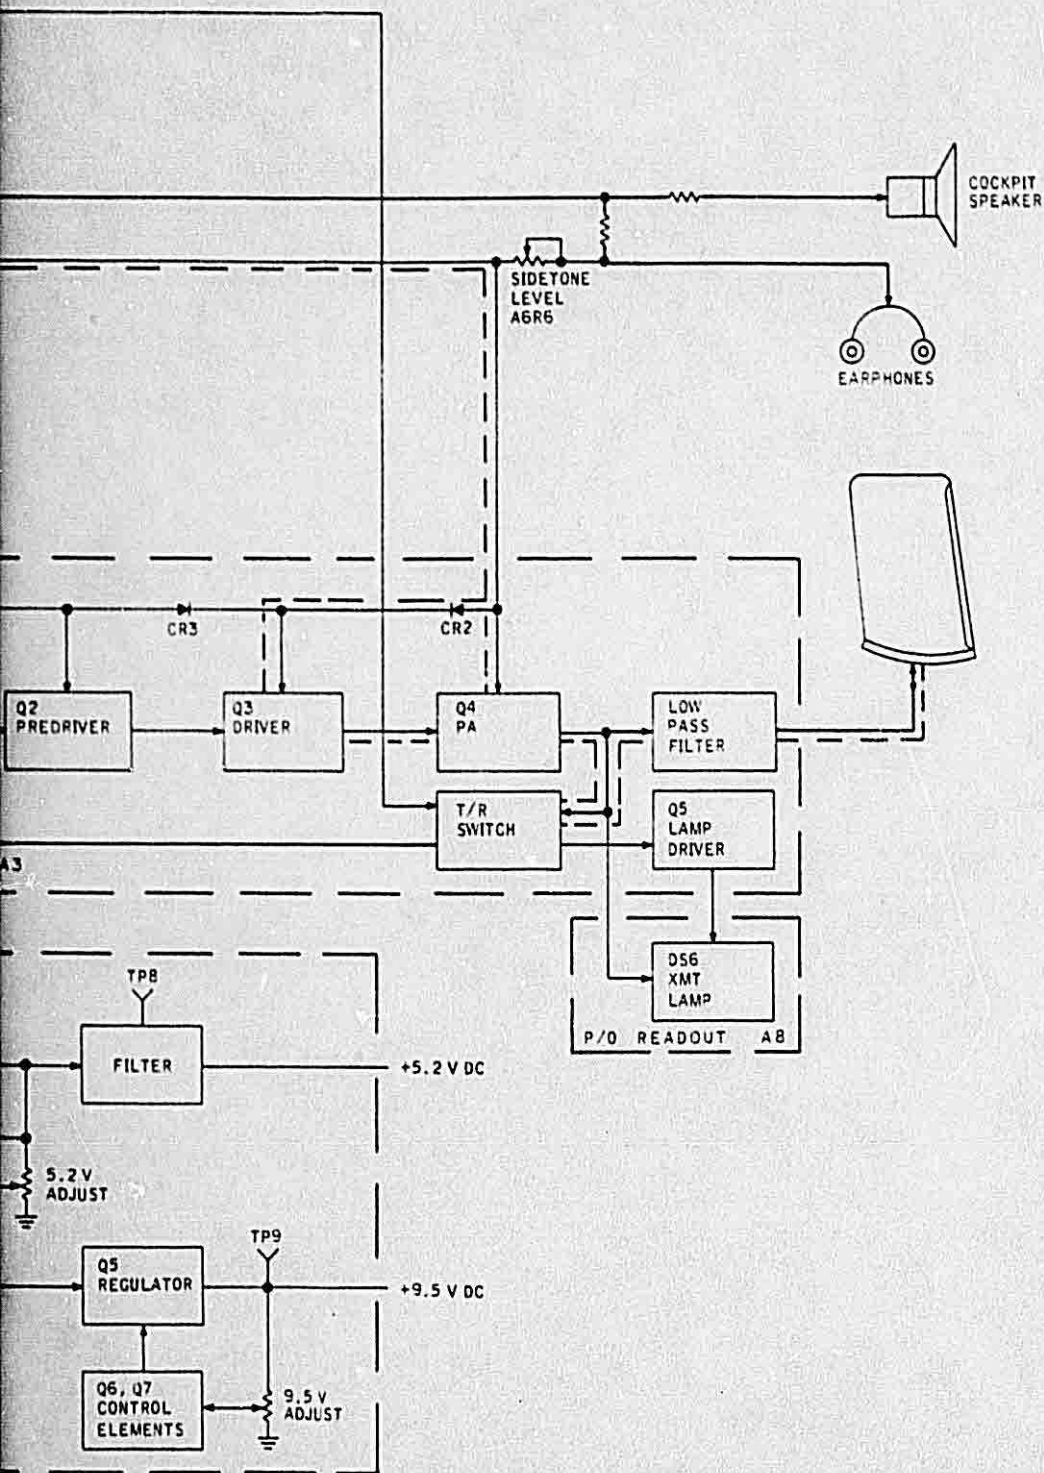 COCKPIT
SPEAKER
SIDETONE
LEVEL
A6R6
EARPHONES
CR3
CR2
Q2
PREDRIVER
Q3
DRIVER
Q4
PA
LOW
PASS
FILTER
T/R
SWITCH
Q5
LAMP
DRIVER
A3
DS6
XMT
LAMP
P/O READOUT A8
TP8
FILTER
+5.2 V DC
5.2 V
ADJUST
TP9
Q5
REGULATOR
+9.5 V DC
Q6, Q7
CONTROL
ELEMENTS
9.5 V
ADJUST